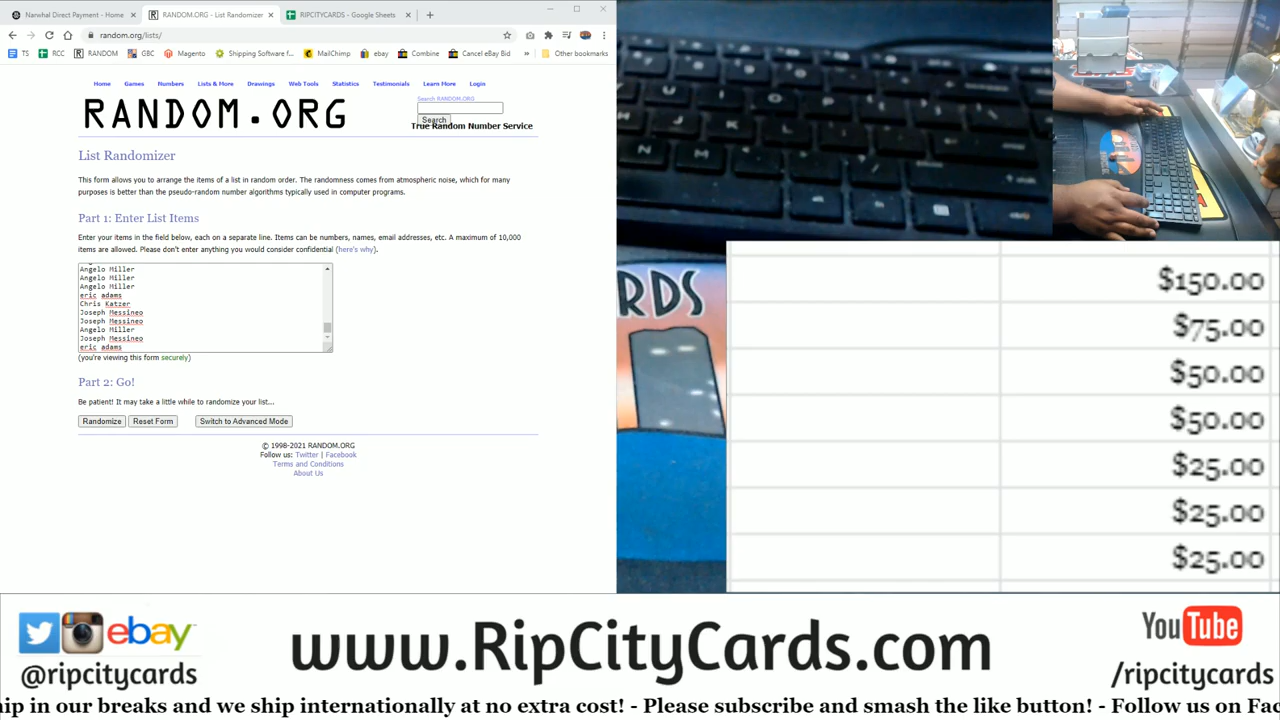 Narwhal Direct Payment - Home
RANDOM.ORG - List Randomizer
RIPCITYCARDS - Google Sheets
random.org/lists/
TS RCC RANDOM GBC Magento Shipping Software f... MailChimp ebay Combine Cancel eBay Bid » Other bookmarks
Home Games Numbers Lists & More Drawings Web Tools Statistics Testimonials Learn More Login
RANDOM.ORG
Search RANDOM.ORG
Search
True Random Number Service
List Randomizer
This form allows you to arrange the items of a list in random order. The randomness comes from atmospheric noise, which for many
purposes is better than the pseudo-random number algorithms typically used in computer programs.
Part 1: Enter List Items
Enter your items in the field below, each on a separate line. Items can be numbers, names, email addresses, etc. A maximum of 10,000
items are allowed. Please don't enter anything you would consider confidential (here's why).
Angelo Miller
Angelo Miller
Angelo Miller
eric adams
Chris Katzer
Joseph Messineo
Joseph Messineo
Angelo Miller
Joseph Messineo
eric adams
(you're viewing this form securely)
Part 2: Go!
Be patient! It may take a little while to randomize your list...
Randomize Reset Form Switch to Advanced Mode
© 1998-2021 RANDOM.ORG
Follow us: Twitter | Facebook
Terms and Conditions
About Us
RDS
$150.00
$75.00
$50.00
$50.00
$25.00
$25.00
$25.00
ebay
@ripcitycards
www.RipCityCards.com
YouTube
/ripcitycards
hip in our breaks and we ship internationally at no extra cost! - Please subscribe and smash the like button! - Follow us on Fac